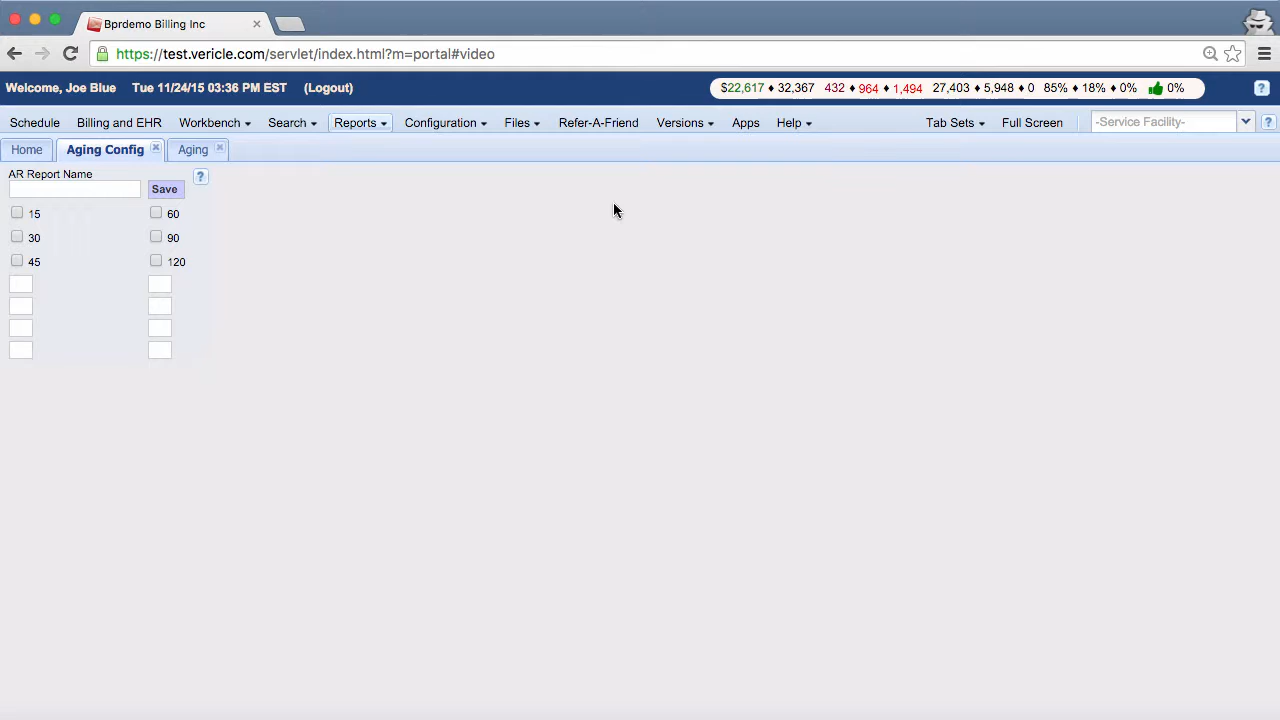 Bprdemo Billing Inc
https://test.vericle.com/servlet/index.html?m=portal#video
Welcome, Joe Blue Tue 11/24/15 03:36 PM EST (Logout) $22,617 ♦ 32,367 432 ♦ 964 ♦ 1,494 27,403 ♦ 5,948 ♦ 0 85% ♦ 18% ♦ 0% 0% ?
Schedule Billing and EHR Workbench Search Reports Configuration Files Refer-A-Friend Versions Apps Help Tab Sets Full Screen -Service Facility- ?
Home Aging Config Aging
AR Report Name ?
Save
15 60
30 90
45 120